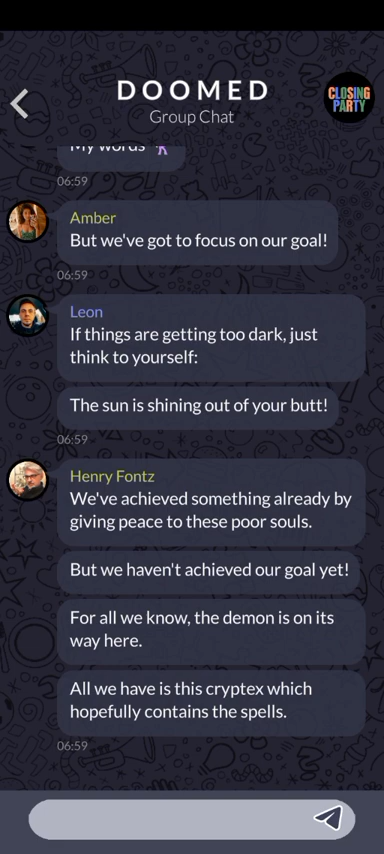 DOOMED
Group Chat
CLOSING
PARTY
My words
06:59
Amber
But we've got to focus on our goal!
06:59
Leon
If things are getting too dark, just
think to yourself:
The sun is shining out of your butt!
06:59
Henry Fontz
We've achieved something already by
giving peace to these poor souls.
But we haven't achieved our goal yet!
For all we know, the demon is on its
way here.
All we have is this cryptex which
hopefully contains the spells.
06:59